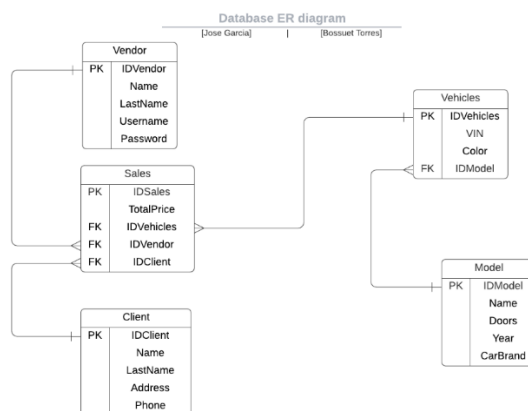 Database ER diagram
[Jose Garcia] | [Bossuet Torres]
Vendor
PK IDVendor
Name
LastName
Username
Password
Sales
PK IDSales
TotalPrice
FK IDVehicles
FK IDVendor
FK IDClient
Client
PK IDClient
Name
LastName
Address
Phone
Vehicles
PK IDVehicles
VIN
Color
FK IDModel
Model
PK IDModel
Name
Doors
Year
CarBrand